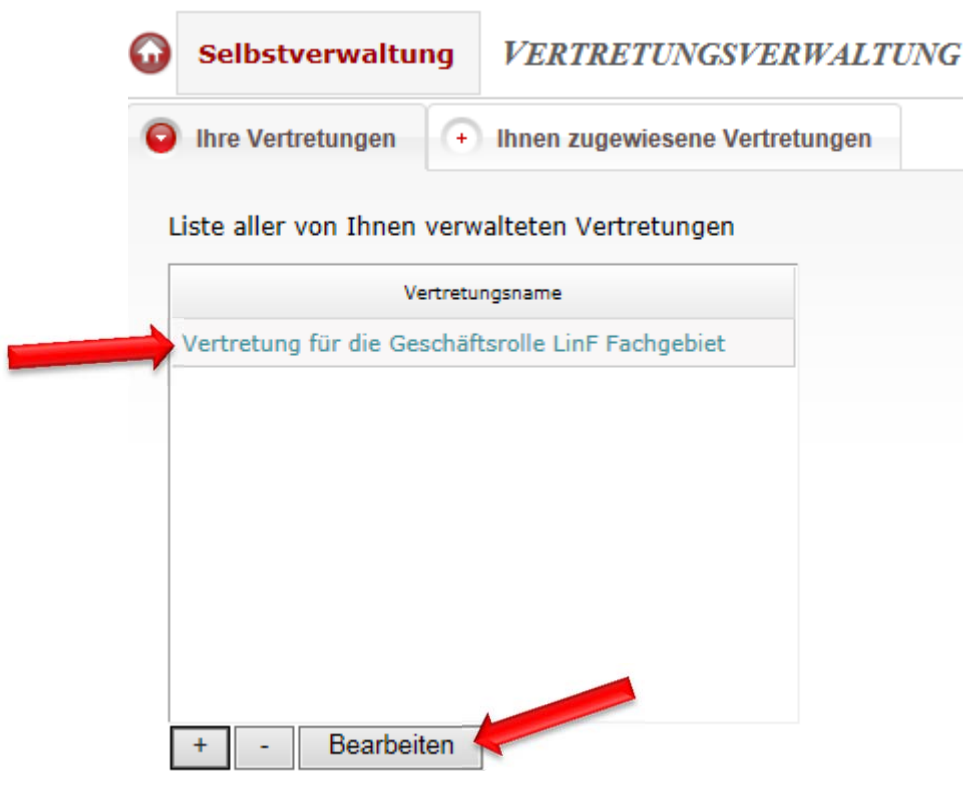 Selbstverwaltung VERTRETUNGSVERWALTUNG
Ihre Vertretungen + Ihnen zugewiesene Vertretungen
Liste aller von Ihnen verwalteten Vertretungen
Vertretungsname
Vertretung für die Geschäftsrolle LinF Fachgebiet
+ - Bearbeiten